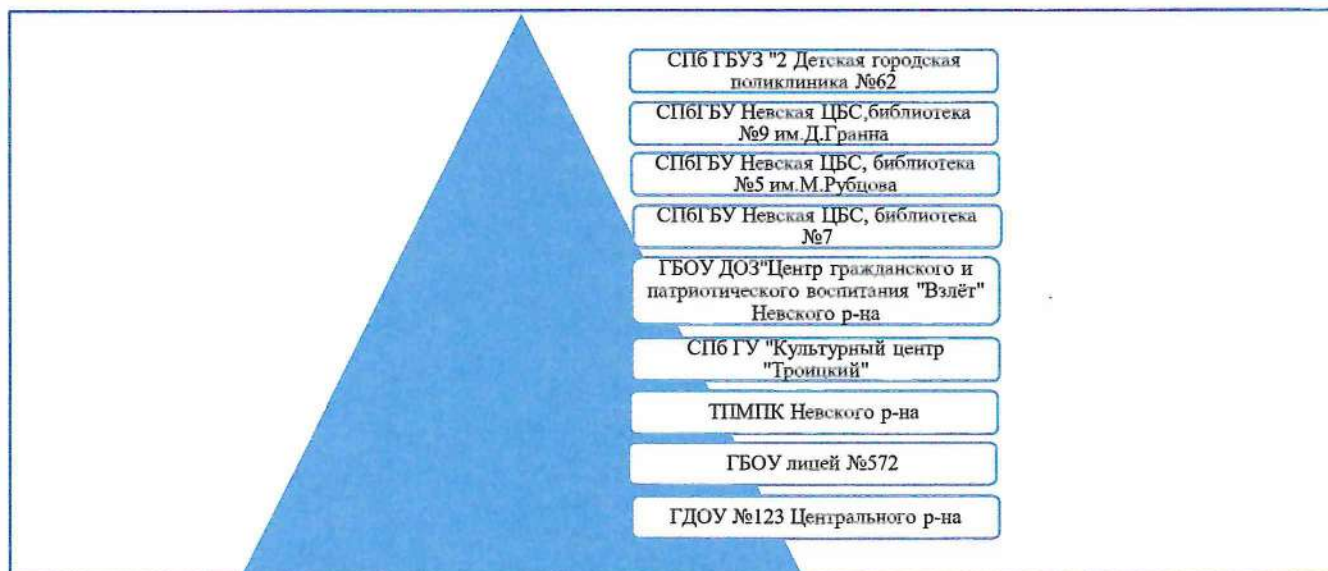 СПб ГБУЗ "2 Детская городская
поликлиника №62
СПбГБУ Невская ЦБС,библиотека
№9 им.Д.Гранна
СПбГБУ Невская ЦБС, библиотека
№5 им.М.Рубцова
СПбГБУ Невская ЦБС, библиотека
№7
ГБОУ ДОЗ"Центр гражданского и
патриотического воспитания "Взлёт"
Невского р-на
СПб ГУ "Культурный центр
"Троицкий"
ТПМПК Невского р-на
ГБОУ лицей №572
ГДОУ №123 Центрального р-на